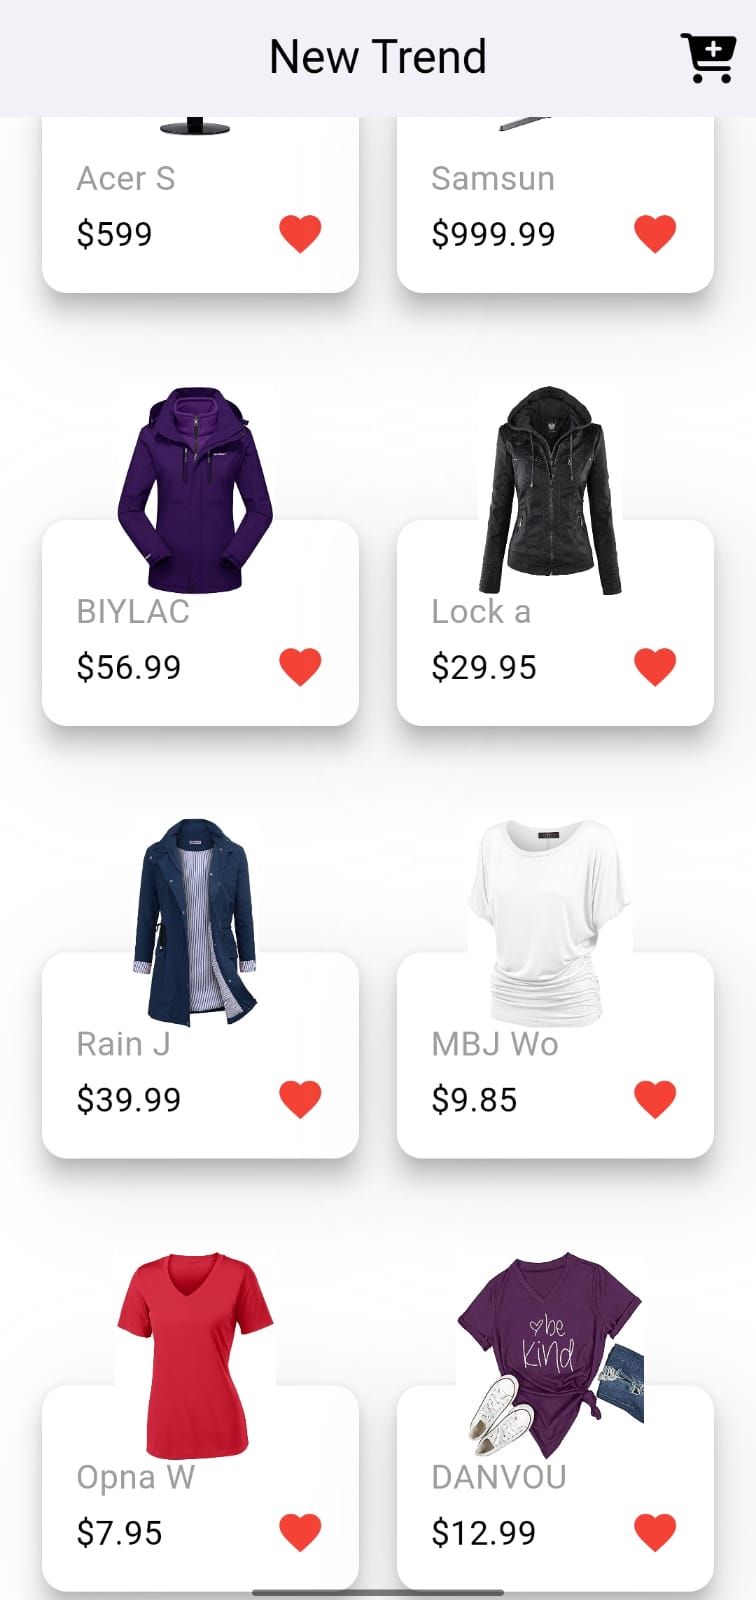 New Trend
Acer S
$599
Samsun
$999.99
BIYLAC
$56.99
Lock a
$29.95
Rain J
$39.99
MBJ Wo
$9.85
be
kind
Opna W
$7.95
DANVOU
$12.99